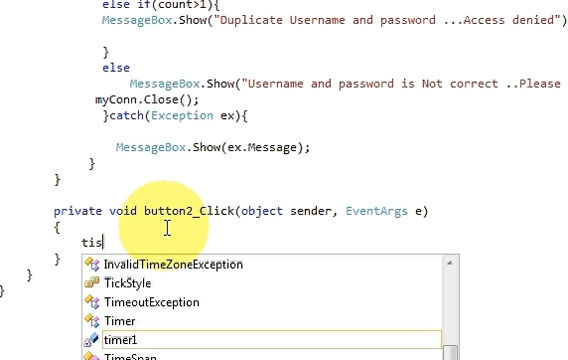 else if(count>1){
MessageBox.Show("Duplicate Username and password ...Access denied")
}
else
MessageBox.Show("Username and password is Not correct ..Please
myConn.Close();
}catch(Exception ex){
MessageBox.Show(ex.Message);
}
}
private void button2_Click(object sender, EventArgs e)
{
tis
InvalidTimeZoneException
}
TickStyle
}
TimeoutException
}
Timer
timer1
TimeSpan